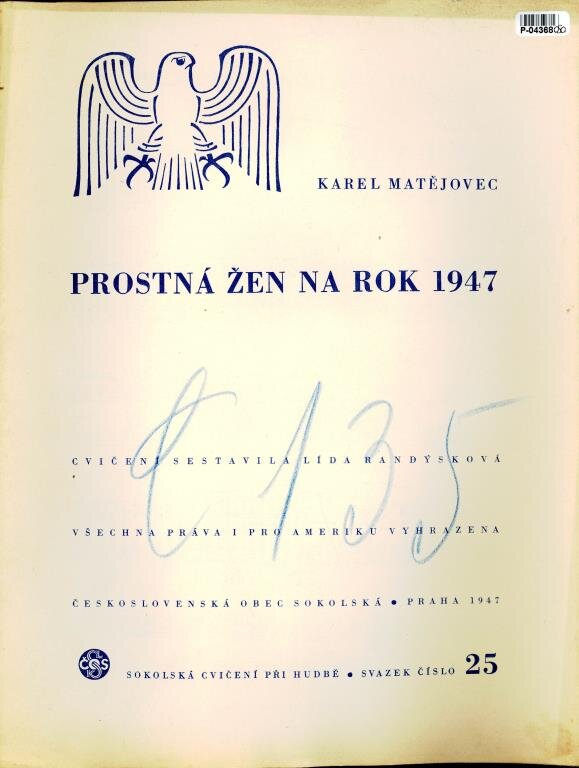 P-04368
KAREL MATĚJOVEC
PROSTNÁ ŽEN NA ROK 1947
CVIČENÍ SESTAVILA LÍDA RANDÝSKOVÁ
VŠECHNA PRÁVA I PRO AMERIKU VYHRAZENA
ČESKOSLOVENSKÁ OBEC SOKOLSKÁ • PRAHA 1947
SOKOLSKÁ CVIČENÍ PŘI HUDBĚ • SVAZEK ČÍSLO 25